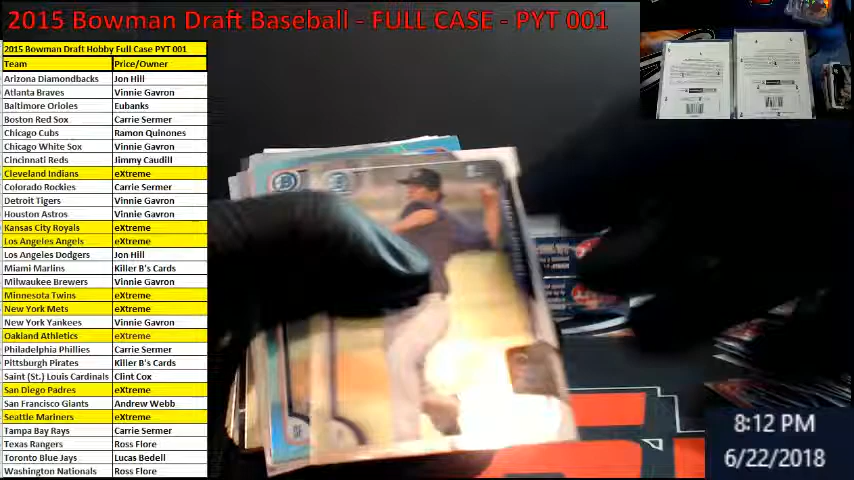 2015 Bowman Draft Baseball - FULL CASE - PYT 001
2015 Bowman Draft Hobby Full Case PYT 001
Team Price/Owner
Arizona Diamondbacks Jon Hill
Atlanta Braves Vinnie Gavron
Baltimore Orioles Eubanks
Boston Red Sox Carrie Sermer
Chicago Cubs Ramon Quinones
Chicago White Sox Vinnie Gavron
Cincinnati Reds Jimmy Caudill
Cleveland Indians eXtreme
Colorado Rockies Carrie Sermer
Detroit Tigers Vinnie Gavron
Houston Astros Vinnie Gavron
Kansas City Royals eXtreme
Los Angeles Angels eXtreme
Los Angeles Dodgers Jon Hill
Miami Marlins Killer B's Cards
Milwaukee Brewers Vinnie Gavron
Minnesota Twins eXtreme
New York Mets eXtreme
New York Yankees Vinnie Gavron
Oakland Athletics eXtreme
Philadelphia Phillies Carrie Sermer
Pittsburgh Pirates Killer B's Cards
Saint (St.) Louis Cardinals Clint Cox
San Diego Padres eXtreme
San Francisco Giants Andrew Webb
Seattle Mariners eXtreme
Tampa Bay Rays Carrie Sermer
Texas Rangers Ross Flore
Toronto Blue Jays Lucas Bedell
Washington Nationals Ross Flore
8:12 PM
6/22/2018